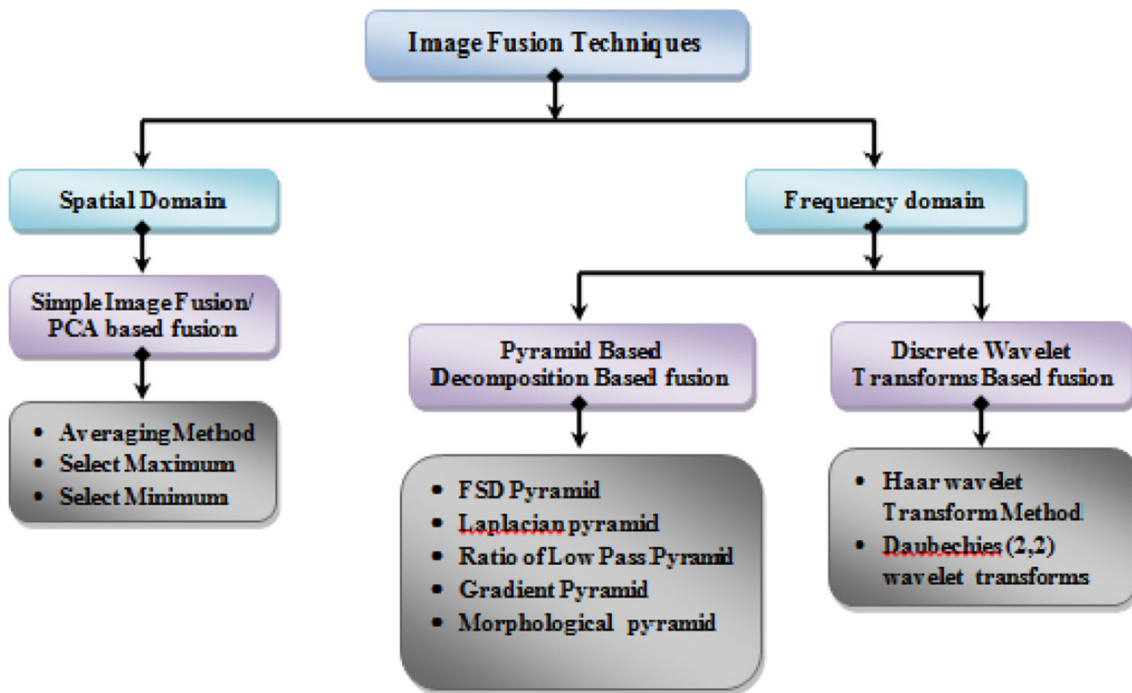 Image Fusion Techniques
Spatial Domain
Frequency domain
Simple Image Fusion/
PCA based fusion
Pyramid Based
Decomposition Based fusion
Discrete Wavelet
Transforms Based fusion
• Averaging Method
• Select Maximum
• Select Minimum
• FSD Pyramid
• Laplacian pyramid
• Ratio of Low Pass Pyramid
• Gradient Pyramid
• Morphological pyramid
• Haar wavelet
Transform Method
• Daubechies (2,2)
wavelet transforms